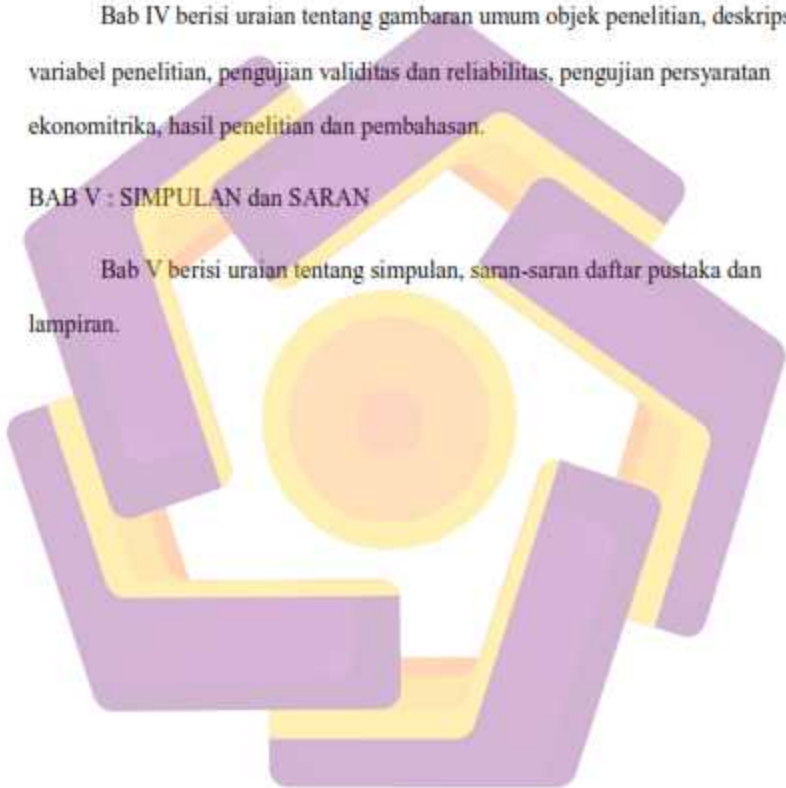 Bab IV berisi uraian tentang gambaran umum objek penelitian, deskrips
variabel penelitian, pengujian validitas dan reliabilitas, pengujian persyaratan
ekonomitrika, hasil penelitian dan pembahasan.
BAB V : SIMPULAN dan SARAN
Bab V berisi uraian tentang simpulan, saran-saran daftar pustaka dan
lampiran.